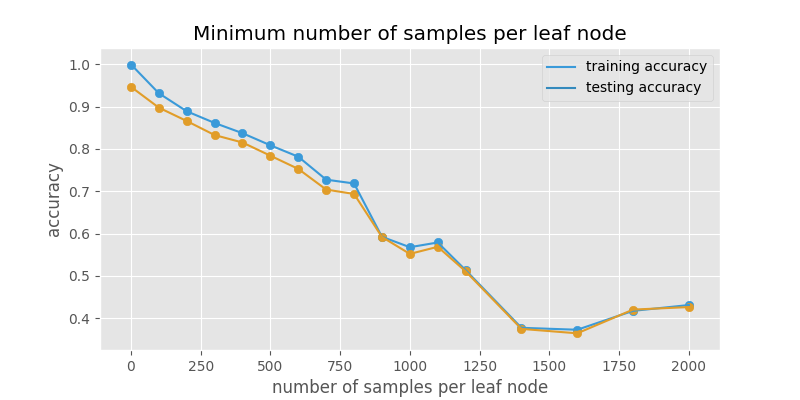 Minimum number of samples per leaf node
training accuracy
testing accuracy
1.0
0.9
0.8
0.7
0.6
0.5
0.4
accuracy
0 250 500 750 1000 1250 1500 1750 2000
number of samples per leaf node